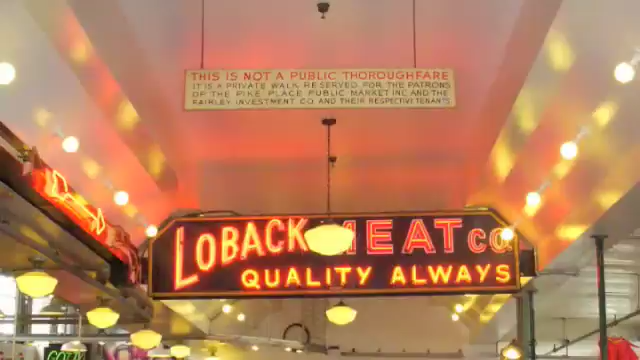 THIS IS NOT A PUBLIC THOROUGHFARE
IT IS A PRIVATE WALK RESERVED FOR THE PATRONS
OF THE PIKE PLACE PUBLIC MARKET INC. AND THE
FAIRLEY INVESTMENT CO. AND THEIR RESPECTIVE TENANTS
LOBACK MEAT CO
QUALITY ALWAYS